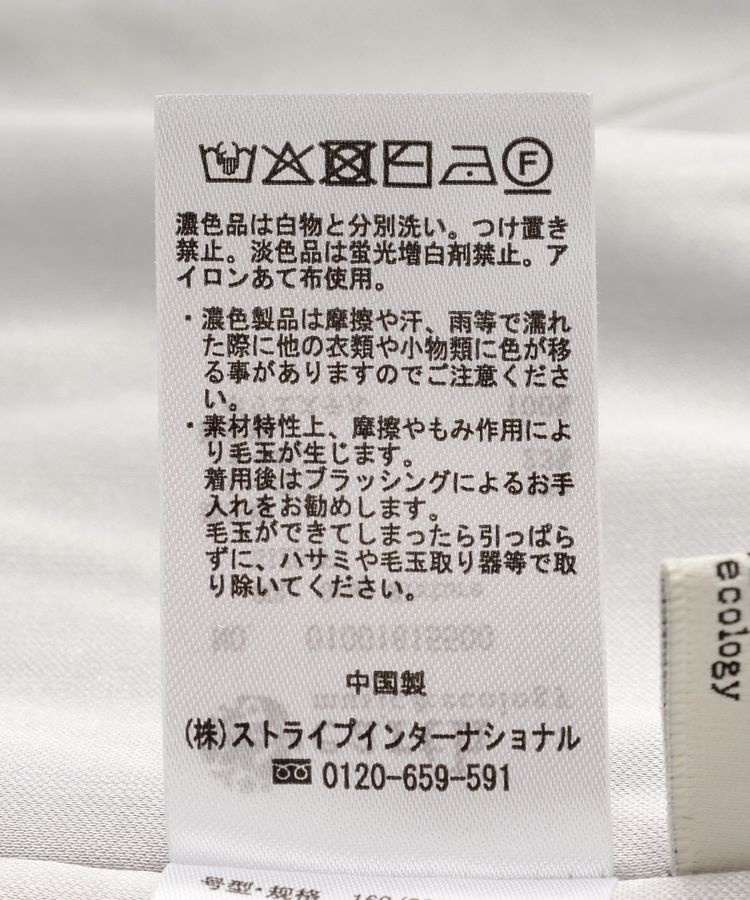 F
濃色品は白物と分別洗い。つけ置き
禁止。淡色品は蛍光増白剤禁止。ア
イロンあて布使用。
・濃色製品は摩擦や汗、雨等で濡れ
た際に他の衣類や小物類に色が移
る事がありますのでご注意くださ
い。
・素材特性上、摩擦やもみ作用によ
り毛玉が生じます。
着用後はブラッシングによるお手
入れをお勧めします。
毛玉ができてしまったら引っぱら
ずに、ハサミや毛玉取り器等で取
り除いてください。
中国製
(株)ストライプインターナショナル
0120-659-591
号型・规格
ecology